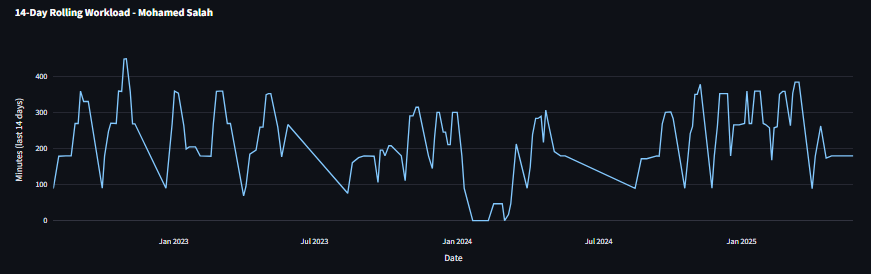 14-Day Rolling Workload - Mohamed Salah
Minutes (last 14 days)
400
300
200
100
0
Jan 2023
Jul 2023
Jan 2024
Jul 2024
Jan 2025
Date